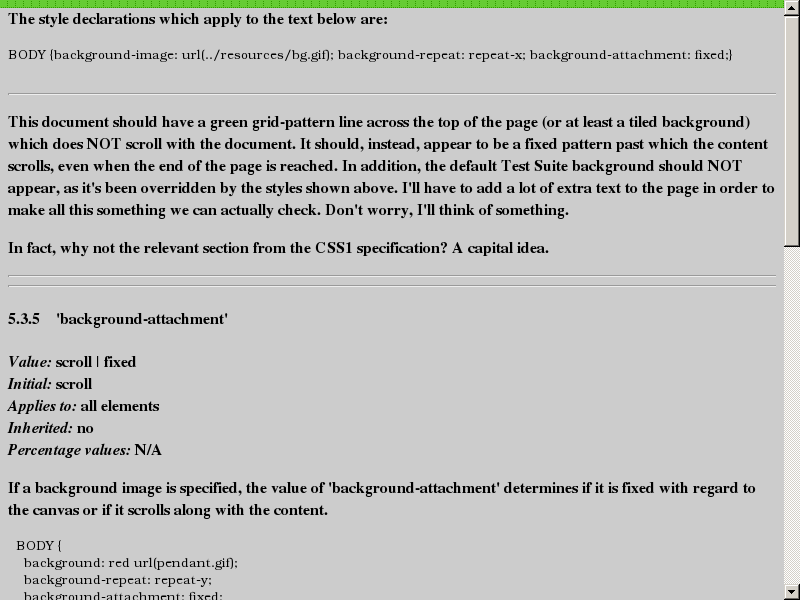 The style declarations which apply to the text below are:
BODY {background-image: url(../resources/bg.gif); background-repeat: repeat-x; background-attachment: fixed;}
This document should have a green grid-pattern line across the top of the page (or at least a tiled background)
which does NOT scroll with the document. It should, instead, appear to be a fixed pattern past which the content
scrolls, even when the end of the page is reached. In addition, the default Test Suite background should NOT
appear, as it's been overridden by the styles shown above. I'll have to add a lot of extra text to the page in order to
make all this something we can actually check. Don't worry, I'll think of something.
In fact, why not the relevant section from the CSS1 specification? A capital idea.
5.3.5 'background-attachment'
Value: scroll | fixed
Initial: scroll
Applies to: all elements
Inherited: no
Percentage values: N/A
If a background image is specified, the value of 'background-attachment' determines if it is fixed with regard to
the canvas or if it scrolls along with the content.
BODY {
background: red url(pendant.gif);
background-repeat: repeat-y;
background-attachment: fixed;